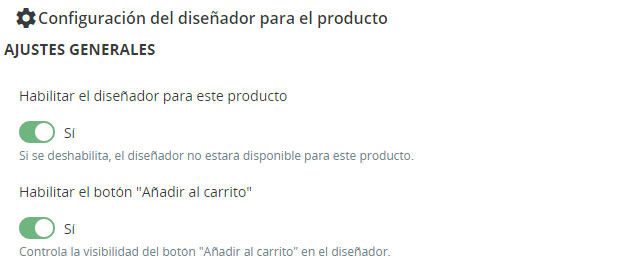 Configuración del diseñador para el producto
AJUSTES GENERALES
Habilitar el diseñador para este producto
Sí
Si se deshabilita, el diseñador no estará disponible para este producto.
Habilitar el botón "Añadir al carrito"
Sí
Controla la visibilidad del botón "Añadir al carrito" en el diseñador.